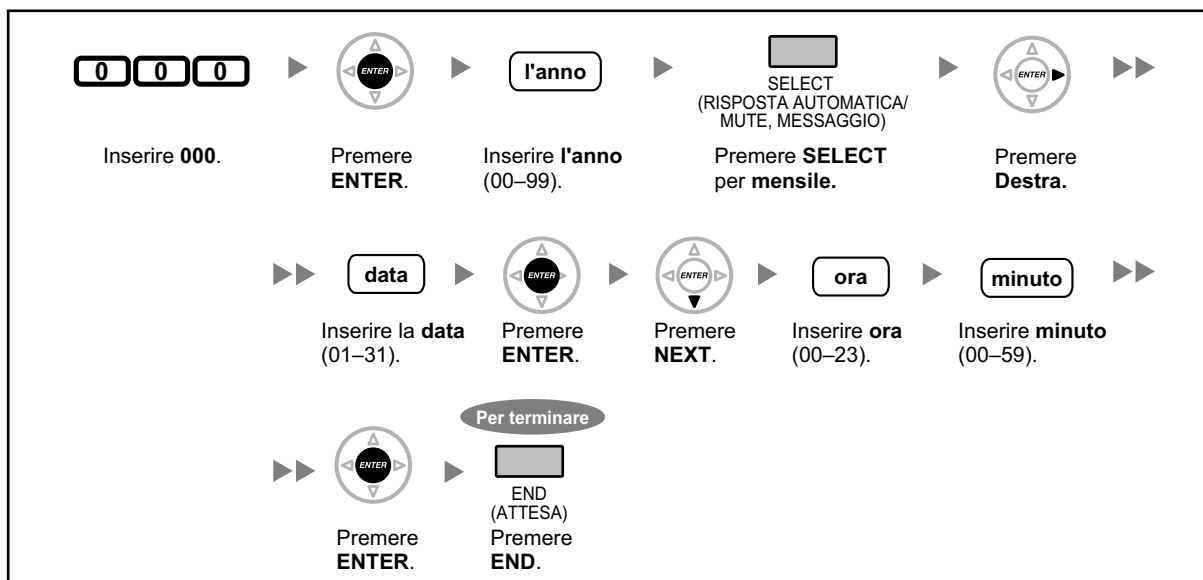 0 0 0
ENTER
l'anno
SELECT
(RISPOSTA AUTOMATICA/
MUTE, MESSAGGIO)
ENTER
Inserire 000.
Premere
ENTER.
Inserire l'anno
(00–99).
Premere SELECT
per mensile.
Premere
Destra.
data
ENTER
ENTER
ora
minuto
Inserire la data
(01–31).
Premere
ENTER.
Premere
NEXT.
Inserire ora
(00–23).
Inserire minuto
(00–59).
Per terminare
ENTER
END
(ATTESA)
Premere
ENTER.
Premere
END.